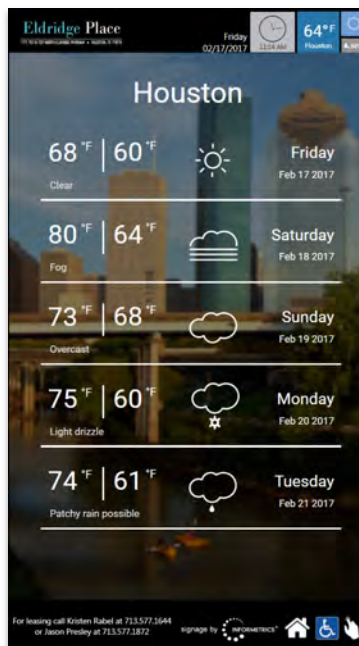 Eldridge Place
Friday
02/17/2017
11:04 AM
64°F
Houston
Houston
68 °F | 60 °F
Clear
Friday
Feb 17 2017
80 °F | 64 °F
Fog
Saturday
Feb 18 2017
73 °F | 68 °F
Overcast
Sunday
Feb 19 2017
75 °F | 60 °F
Light drizzle
Monday
Feb 20 2017
74 °F | 61 °F
Patchy rain possible
Tuesday
Feb 21 2017
For leasing call Kristen Rabel at 713.577.1644
or Jason Presley at 713.577.1872
signage by INFORMETRICS